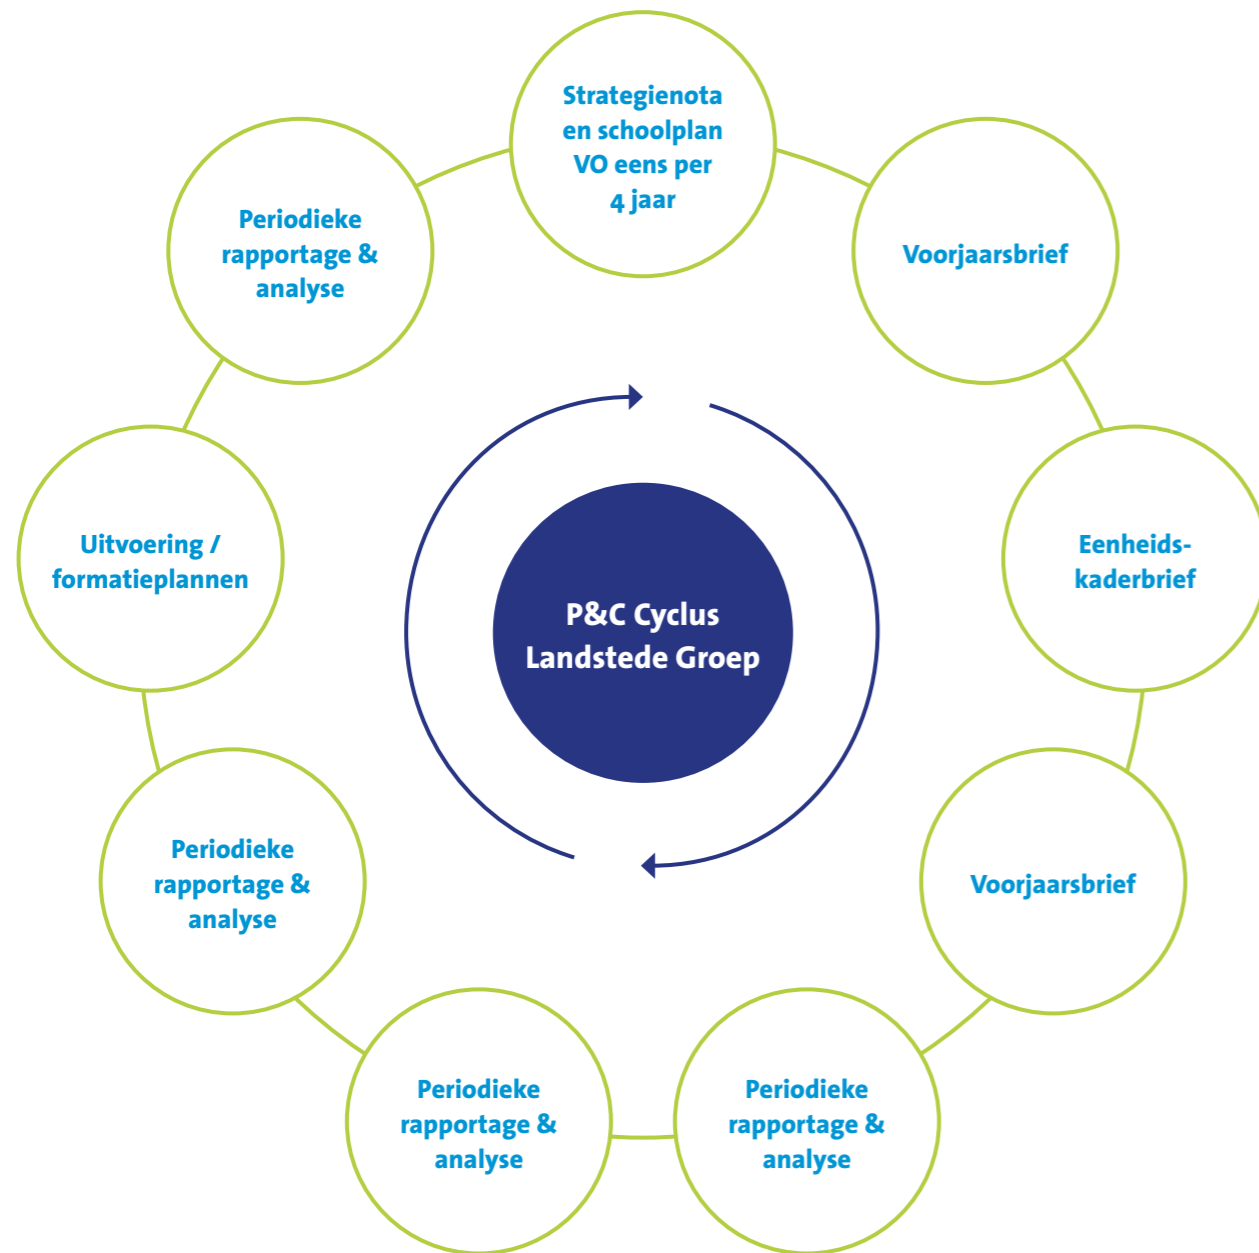 Strategienota
en schoolplan
VO eens per
4 jaar
Voorjaarsbrief
Eenheids-
kaderbrief
Voorjaarsbrief
Periodieke
rapportage &
analyse
Periodieke
rapportage &
analyse
Periodieke
rapportage &
analyse
Uitvoering /
formatieplannen
Periodieke
rapportage &
analyse
P&C Cyclus
Landstede Groep